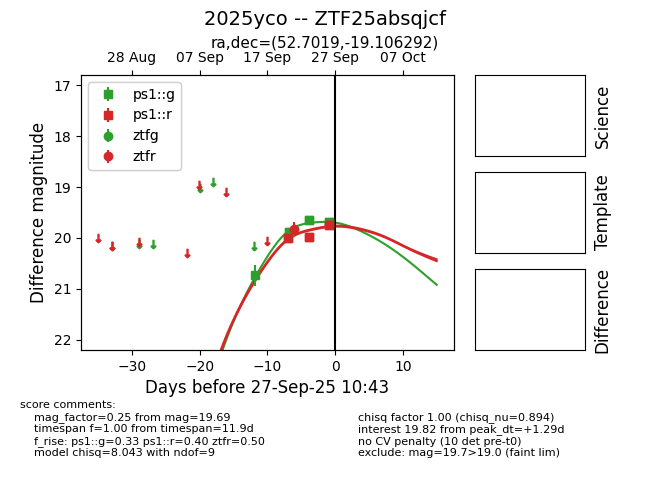 2025yco -- ZTF25absqjcf
ra,dec=(52.7019,-19.106292)
28 Aug 07 Sep 17 Sep 27 Sep 07 Oct
17
18
19
20
21
22
Difference magnitude
ps1::g
ps1::r
ztfg
ztfr
−30 −20 −10 0 10
Days before 27-Sep-25 10:43
Science
Template
Difference
score comments:
mag_factor=0.25 from mag=19.69
timespan f=1.00 from timespan=11.9d
f_rise: ps1::g=0.33 ps1::r=0.40 ztfr=0.50
model chisq=8.043 with ndof=9
chisq factor 1.00 (chisq_nu=0.894)
interest 19.82 from peak_dt=+1.29d
no CV penalty (10 det pre-t0)
exclude: mag=19.7>19.0 (faint lim)